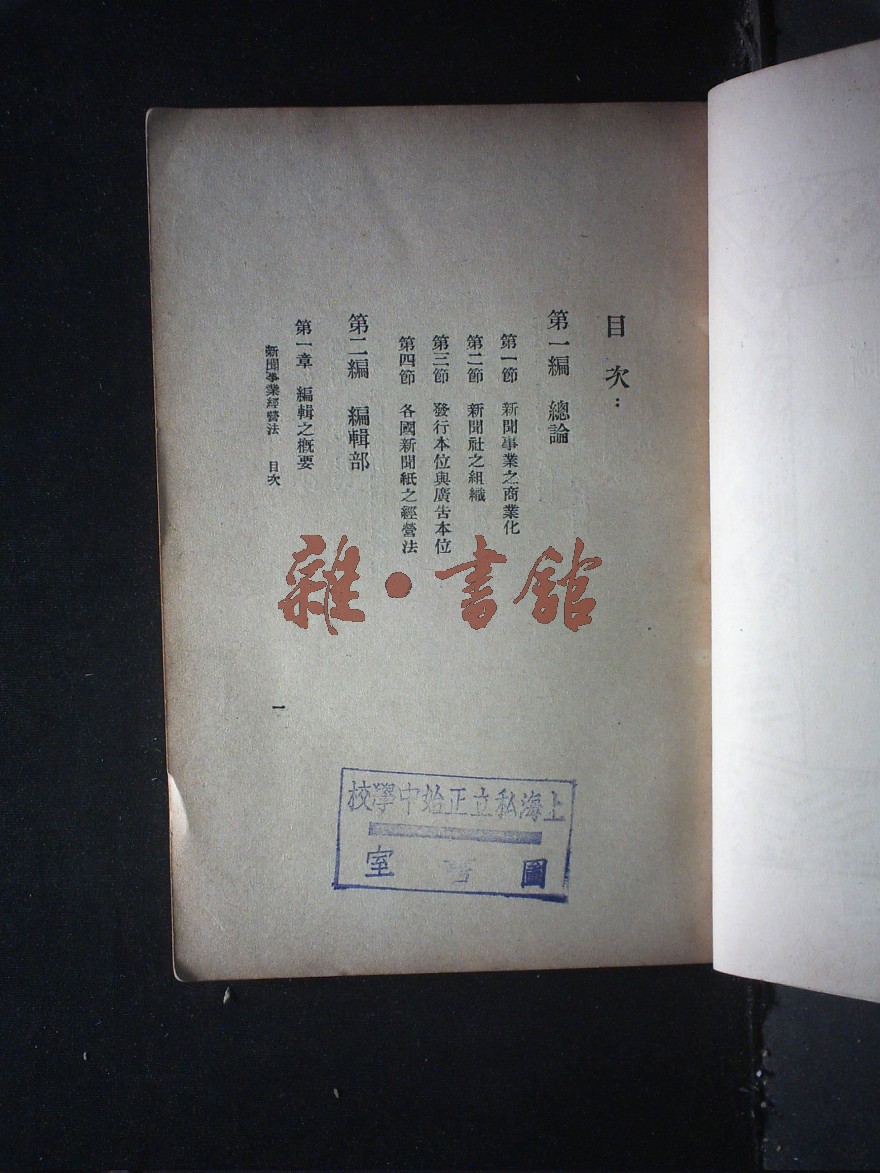 目次：
第一編　總論
第一節　新聞事業之商業化
第二節　新聞社之組織
第三節　發行本位與廣告本位
第四節　各國新聞紙之經營法
第二編　編輯部
第一章　編輯之概要
新聞事業經營法　目次
一
雜·書館
上海私立正始中學校
圖書室